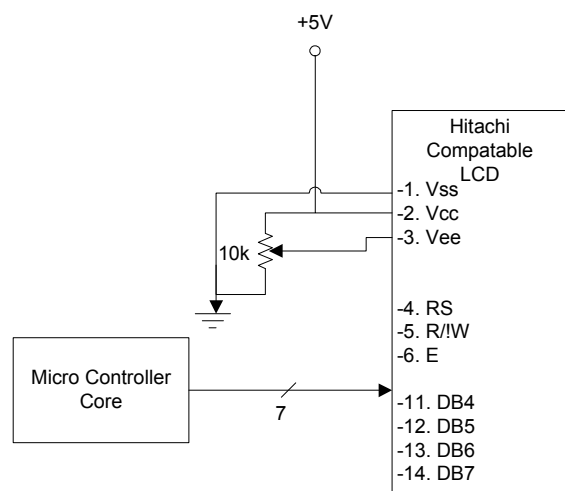 +5V
Hitachi
Compatable
LCD
-1. Vss
-2. Vcc
-3. Vee
10k
-4. RS
-5. R/!W
-6. E
Micro Controller
Core
7
-11. DB4
-12. DB5
-13. DB6
-14. DB7